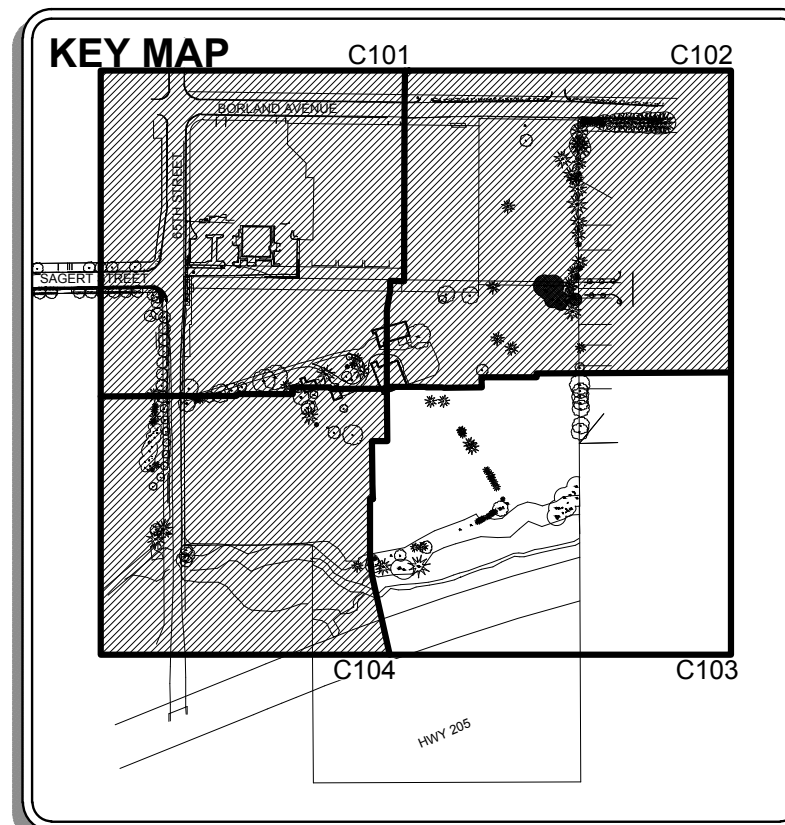 KEY MAP
C101
C102
BORLAND AVENUE
65TH STREET
SAGERT STREET
C104
C103
HWY 205